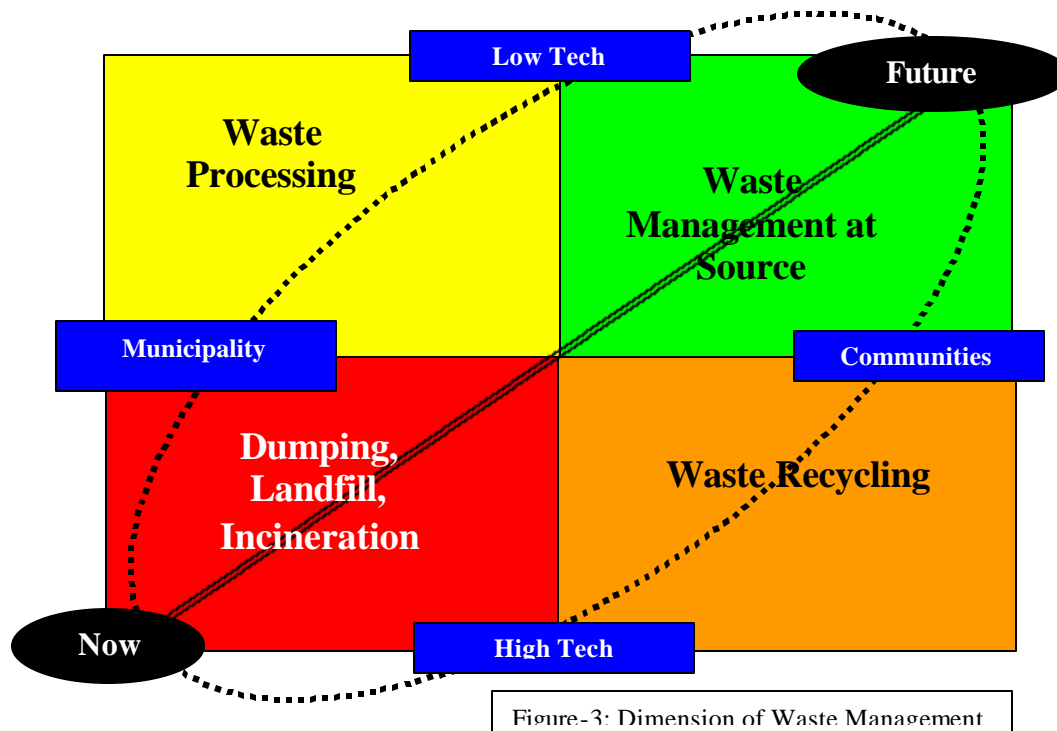 Low Tech
Future
Waste
Processing
Waste
Management at
Source
Municipality
Communities
Dumping,
Landfill,
Incineration
Waste Recycling
Now
High Tech
Figure-3: Dimension of Waste Management